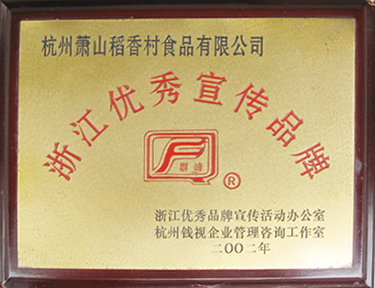 杭州萧山稻香村食品有限公司
浙江优秀宣传品牌
群峰
®
浙江优秀品牌宣传活动办公室
杭州钱视企业管理咨询工作室
二〇〇二年